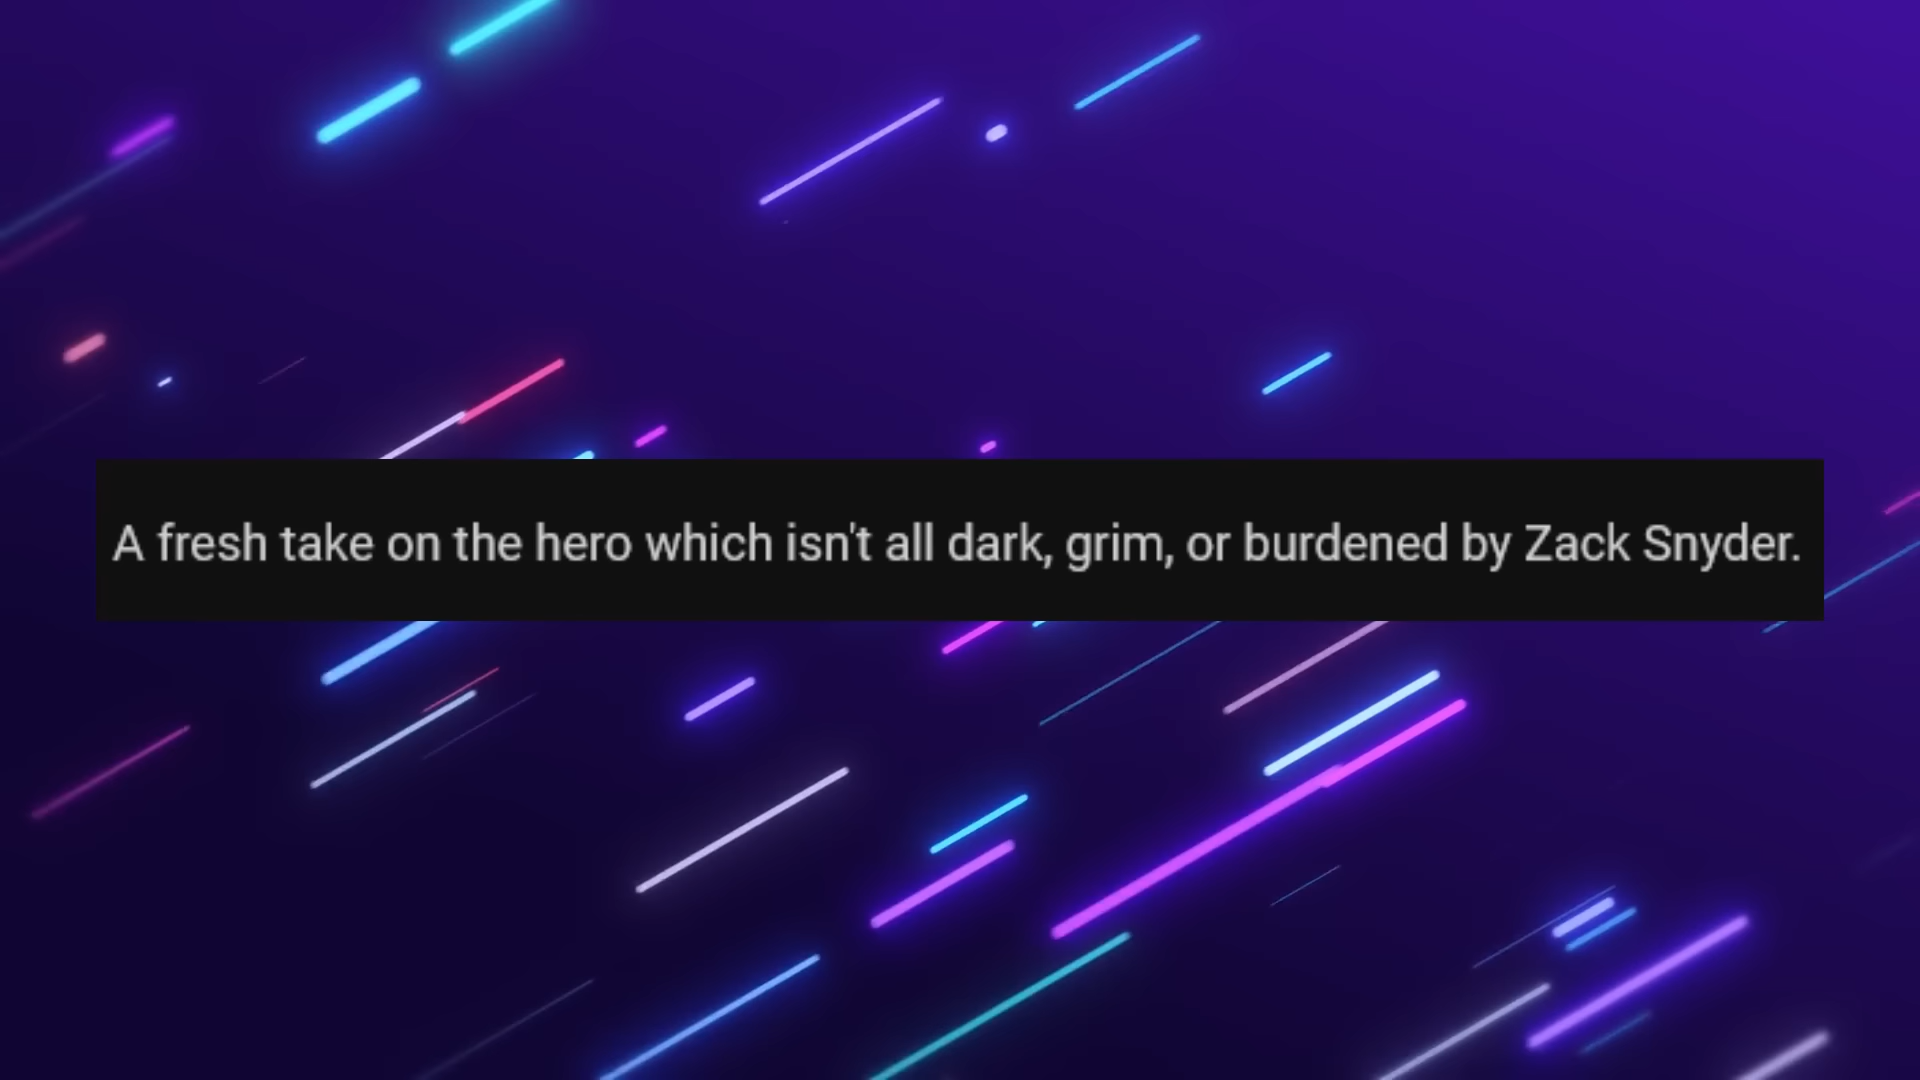 A fresh take on the hero which isn't all dark, grim, or burdened by Zack Snyder.